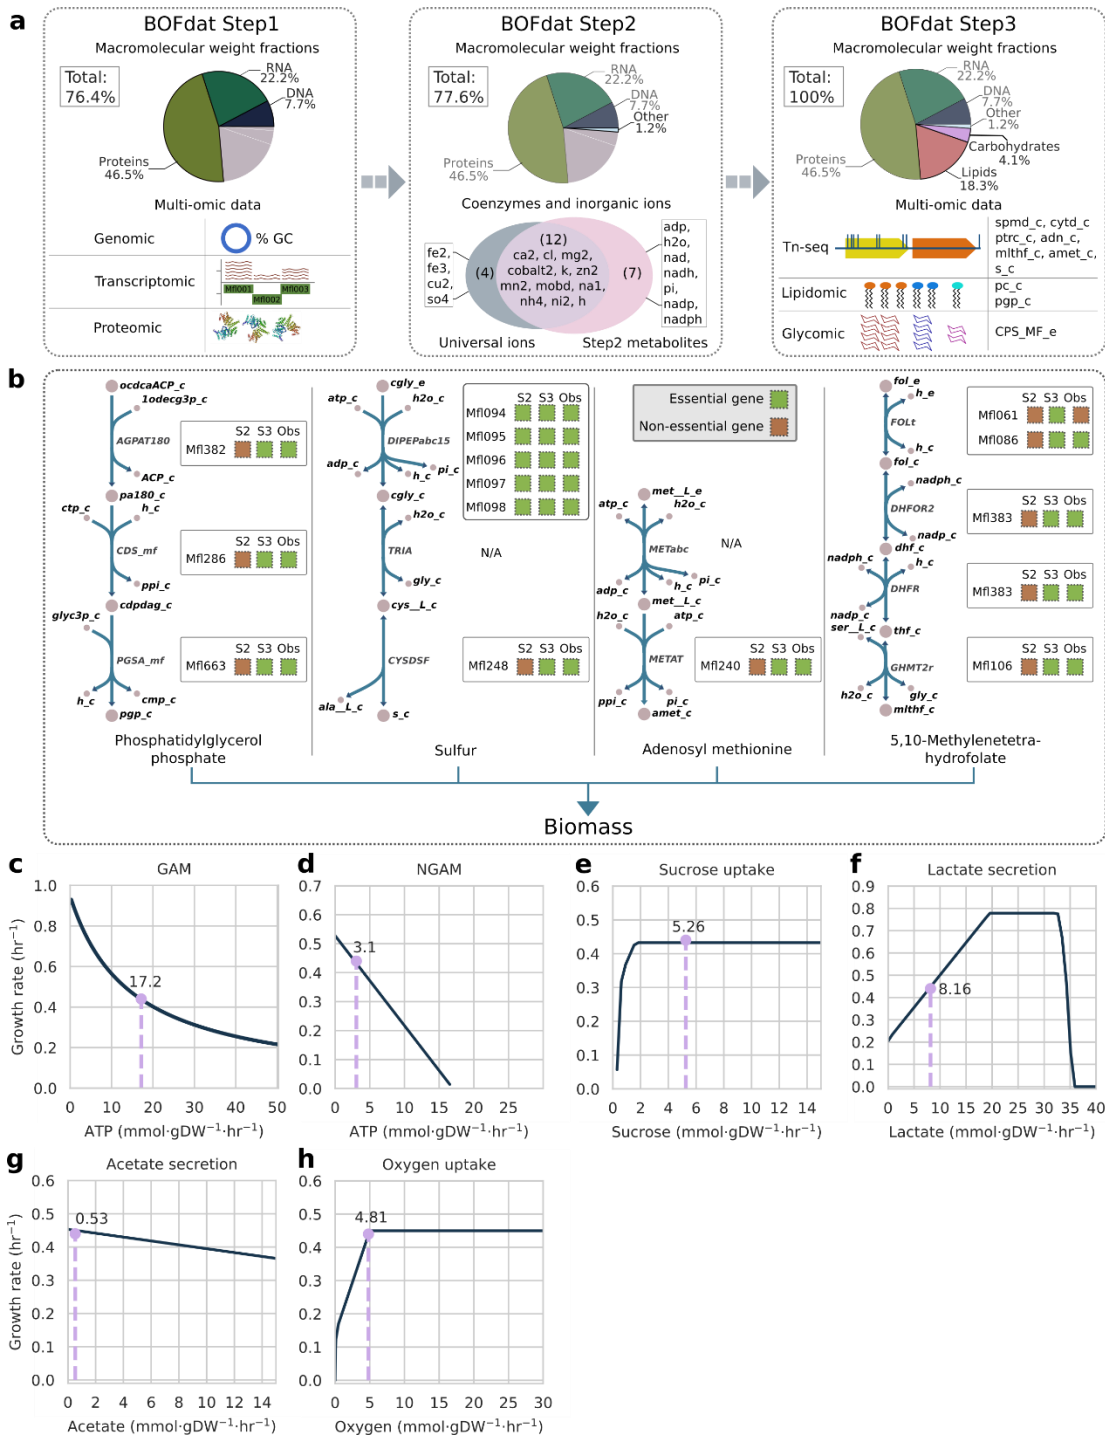 a
BOFdat Step1
Macromolecular weight fractions
Total:
76.4%
RNA
22.2%
DNA
7.7%
Proteins
46.5%
Multi-omic data
Genomic
% GC
Transcriptomic
Mfl001
Mfl002
Mfl003
Proteomic
BOFdat Step2
Macromolecular weight fractions
Total:
77.6%
RNA
22.2%
DNA
7.7%
Other
1.2%
Proteins
46.5%
Coenzymes and inorganic ions
fe2,
fe3,
cu2,
so4
(4)
(12)
ca2, cl, mg2,
cobalt2, k, zn2
mn2, mobd, na1,
nh4, ni2, h
(7)
adp,
h2o,
nad,
nadh,
pi,
nadp,
nadph
Universal ions
Step2 metabolites
BOFdat Step3
Macromolecular weight fractions
Total:
100%
RNA
22.2%
DNA
7.7%
Other
1.2%
Carbohydrates
4.1%
Lipids
18.3%
Proteins
46.5%
Multi-omic data
Tn-seq
spmd_c, cytd_c
ptrc_c, adn_c,
mlthf_c, amet_c,
s_c
Lipidomic
pc_c
pgp_c
Glycomic
CPS_MF_e
b
ocdcaACP_c
1odecg3p_c
AGPAT180
ACP_c
pa180_c
ctp_c
h_c
CDS_mf
ppi_c
cdpdag_c
glyc3p_c
PGSA_mf
h_c
cmp_c
pgp_c
S2 S3 Obs
Mfl382
S2 S3 Obs
Mfl286
S2 S3 Obs
Mfl663
Phosphatidylglycerol
phosphate
cgly_e
atp_c
h2o_c
DIPEPabc15
adp_c
h_c
pi_c
cgly_c
h2o_c
TRIA
gly_c
cys__L_c
CYSDSF
ala__L_c
s_c
S2 S3 Obs
Mfl094
Mfl095
Mfl096
Mfl097
Mfl098
N/A
S2 S3 Obs
Mfl248
Sulfur
Essential gene
Non-essential gene
met__L_e
atp_c
h2o_c
METabc
adp_c
h_c
pi_c
met__L_c
h2o_c
atp_c
METAT
ppi_c
pi_c
amet_c
N/A
S2 S3 Obs
Mfl240
Adenosyl methionine
fol_e
h_e
FOLt
h_c
fol_c
nadph_c
DHFOR2
nadp_c
dhf_c
nadph_c
h_c
DHFR
nadp_c
ser__L_c
thf_c
GHMT2r
h2o_c
gly_c
mlthf_c
S2 S3 Obs
Mfl061
Mfl086
S2 S3 Obs
Mfl383
S2 S3 Obs
Mfl383
S2 S3 Obs
Mfl106
5,10-Methylenetetra-
hydrofolate
Biomass
c
GAM
Growth rate (hr⁻¹)
1.0
0.8
0.6
0.4
0.2
0.0
17.2
0 10 20 30 40 50
ATP (mmol·gDW⁻¹·hr⁻¹)
d
NGAM
0.7
0.6
0.5
0.4
0.3
0.2
0.1
0.0
3.1
0 5 10 15 20 25
ATP (mmol·gDW⁻¹·hr⁻¹)
e
Sucrose uptake
0.6
0.5
0.4
0.3
0.2
0.1
0.0
5.26
0 2 4 6 8 10 12 14
Sucrose (mmol·gDW⁻¹·hr⁻¹)
f
Lactate secretion
0.9
0.8
0.7
0.6
0.5
0.4
0.3
0.2
0.1
0.0
8.16
0 5 10 15 20 25 30 35 40
Lactate (mmol·gDW⁻¹·hr⁻¹)
g
Acetate secretion
Growth rate (hr⁻¹)
0.6
0.5
0.4
0.3
0.2
0.1
0.0
0.53
0 2 4 6 8 10 12 14
Acetate (mmol·gDW⁻¹·hr⁻¹)
h
Oxygen uptake
0.6
0.5
0.4
0.3
0.2
0.1
0.0
4.81
0 5 10 15 20 25 30
Oxygen (mmol·gDW⁻¹·hr⁻¹)